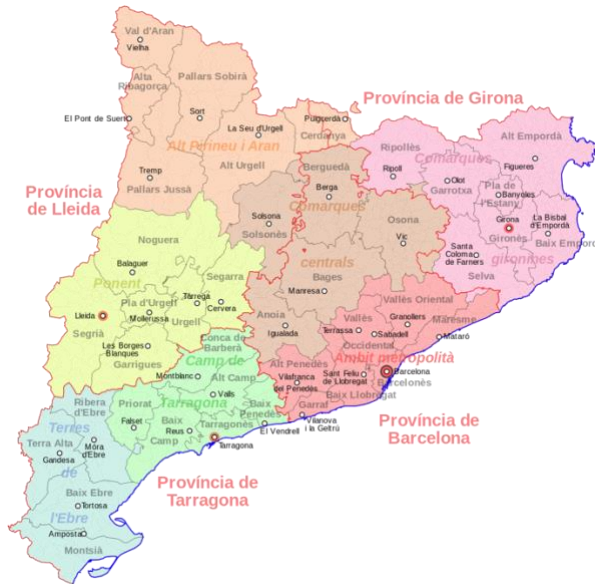 Val d'Aran
Vielha
Alta
Ribagorça
Pallars Sobirà
El Pont de Suert
Sort
La Seu d'Urgell
Puigcerdà
Cerdanya
Alt Pirineu i Aran
Alt Urgell
Tremp
Pallars Jussà
Província de Girona
Ripollès
Ripoll
Comarques
Alt Empordà
Figueres
Olot
Garrotxa
Pla de
l'Estany
Banyoles
Girona
Gironès
La Bisbal
d'Empordà
Baix Empord
Santa
Coloma
de Farners
Selva
gironines
Província
de Lleida
Berguedà
Berga
Comarques
Solsona
Solsonès
Osona
Vic
centrals
Bages
Manresa
Anoia
Igualada
Noguera
Balaguer
Ponent
Segarra
Pla d'Urgell
Tàrrega
Cervera
Lleida
Mollerussa
Urgell
Segrià
Les Borges
Blanques
Garrigues
Vallès Oriental
Vallès
Granollers
Maresme
Terrassa
Sabadell
Mataró
Occidental
Àmbit metropolità
Alt Penedès
Sant Feliu
de Llobregat
Barcelona
Barcelonès
Vilafranca
del Penedès
Baix Llobregat
Garraf
Vilanova
i la Geltrú
Província de
Barcelona
Conca de
Barberà
Camp de
Montblanc
Alt Camp
Valls
Tarragona
Priorat
Falset
Baix
Camp
Reus
Tarragonès
Baix
Penedès
El Vendrell
Tarragona
Província de
Tarragona
Ribera
d'Ebre
Terres
Terra Alta
Móra
d'Ebre
Gandesa
de
Baix Ebre
Tortosa
l'Ebre
Amposta
Montsià